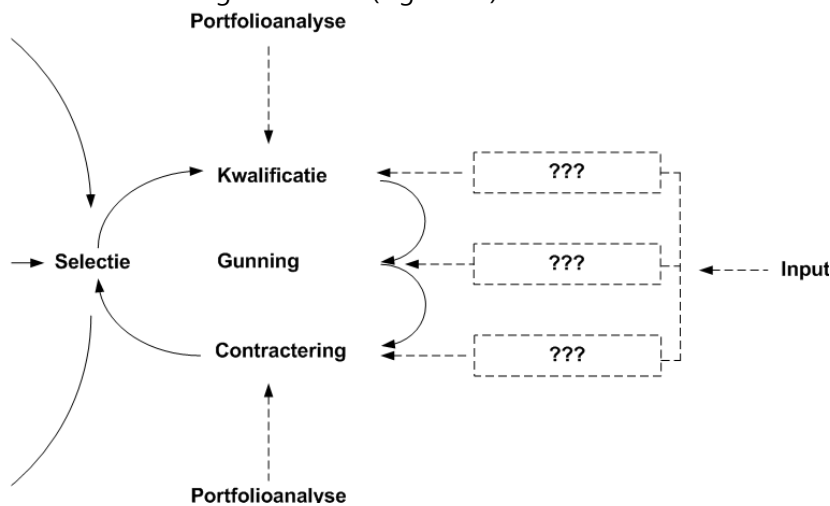 Portfolioanalyse
Kwalificatie
???
Selectie
Gunning
???
Input
Contractering
???
Portfolioanalyse